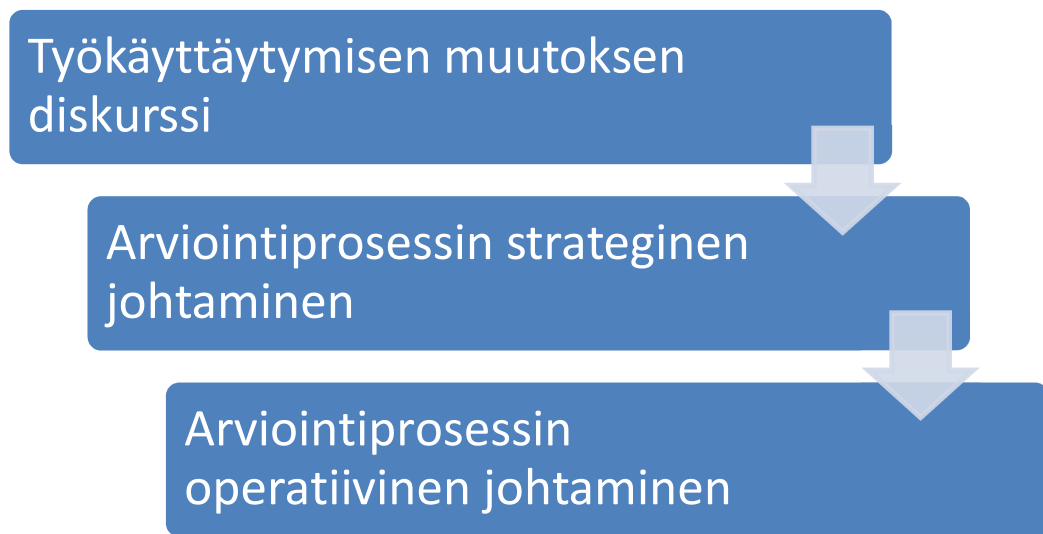 Työkäyttäytymisen muutoksen
diskurssi
Arviointiprosessin strateginen
johtaminen
Arviointiprosessin
operatiivinen johtaminen